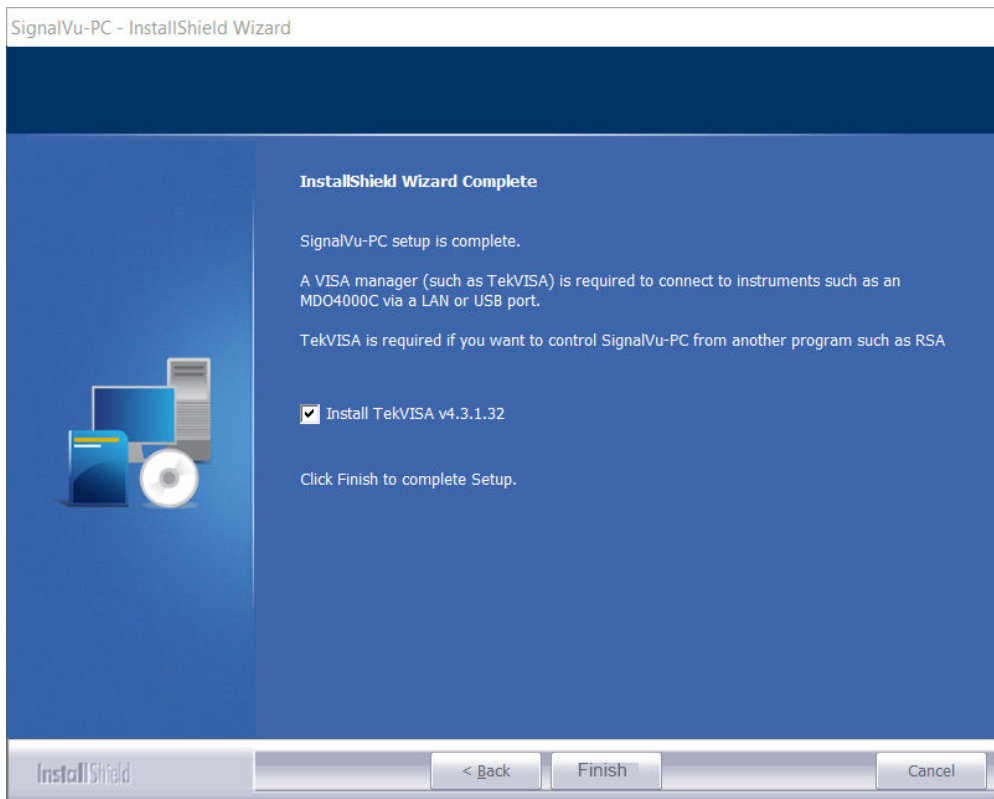 SignalVu-PC - InstallShield Wizard
InstallShield Wizard Complete
SignalVu-PC setup is complete.
A VISA manager (such as TekVISA) is required to connect to instruments such as an
MDO4000C via a LAN or USB port.
TekVISA is required if you want to control SignalVu-PC from another program such as RSA
Install TekVISA v4.3.1.32
Click Finish to complete Setup.
InstallShield
< Back
Finish
Cancel